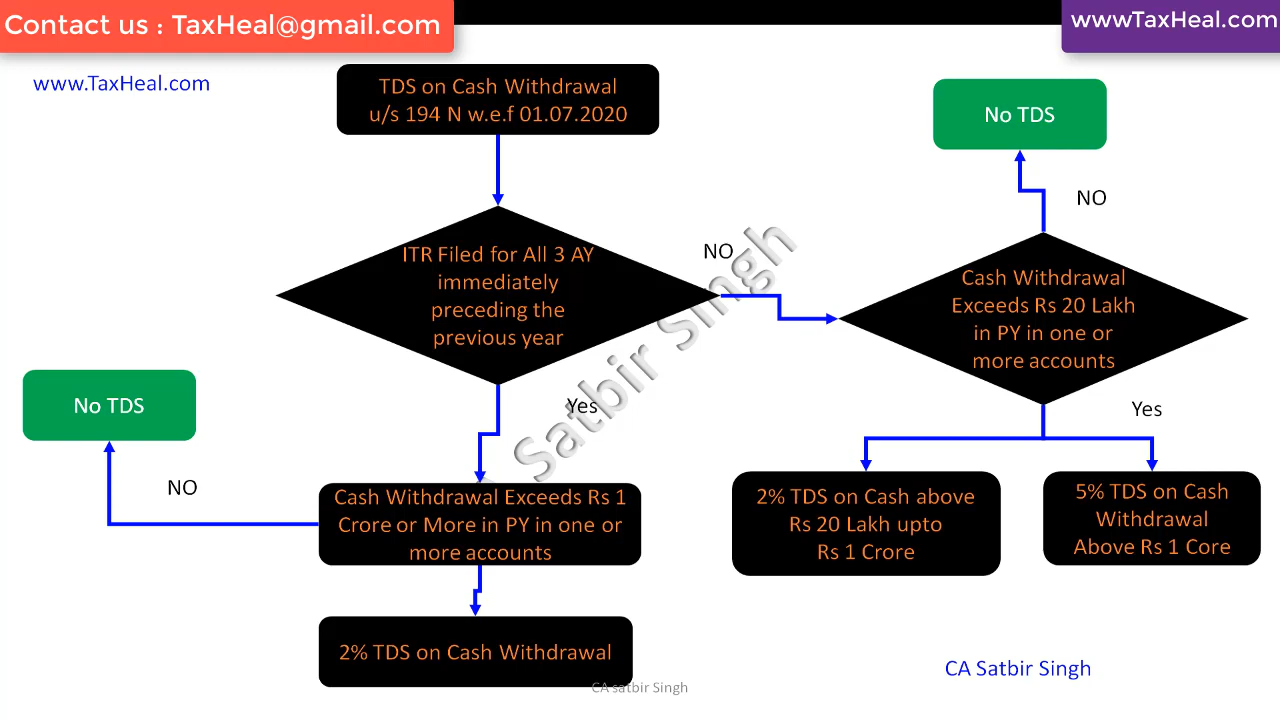 Contact us : TaxHeal@gmail.com
wwwTaxHeal.com
www.TaxHeal.com
TDS on Cash Withdrawal
u/s 194 N w.e.f 01.07.2020
No TDS
NO
ITR Filed for All 3 AY
immediately
preceding the
previous year
NO
Cash Withdrawal
Exceeds Rs 20 Lakh
in PY in one or
more accounts
Satbir Singh
No TDS
Yes
Yes
NO
Cash Withdrawal Exceeds Rs 1
Crore or More in PY in one or
more accounts
2% TDS on Cash above
Rs 20 Lakh upto
Rs 1 Crore
5% TDS on Cash
Withdrawal
Above Rs 1 Core
2% TDS on Cash Withdrawal
CA Satbir Singh
CA satbir Singh